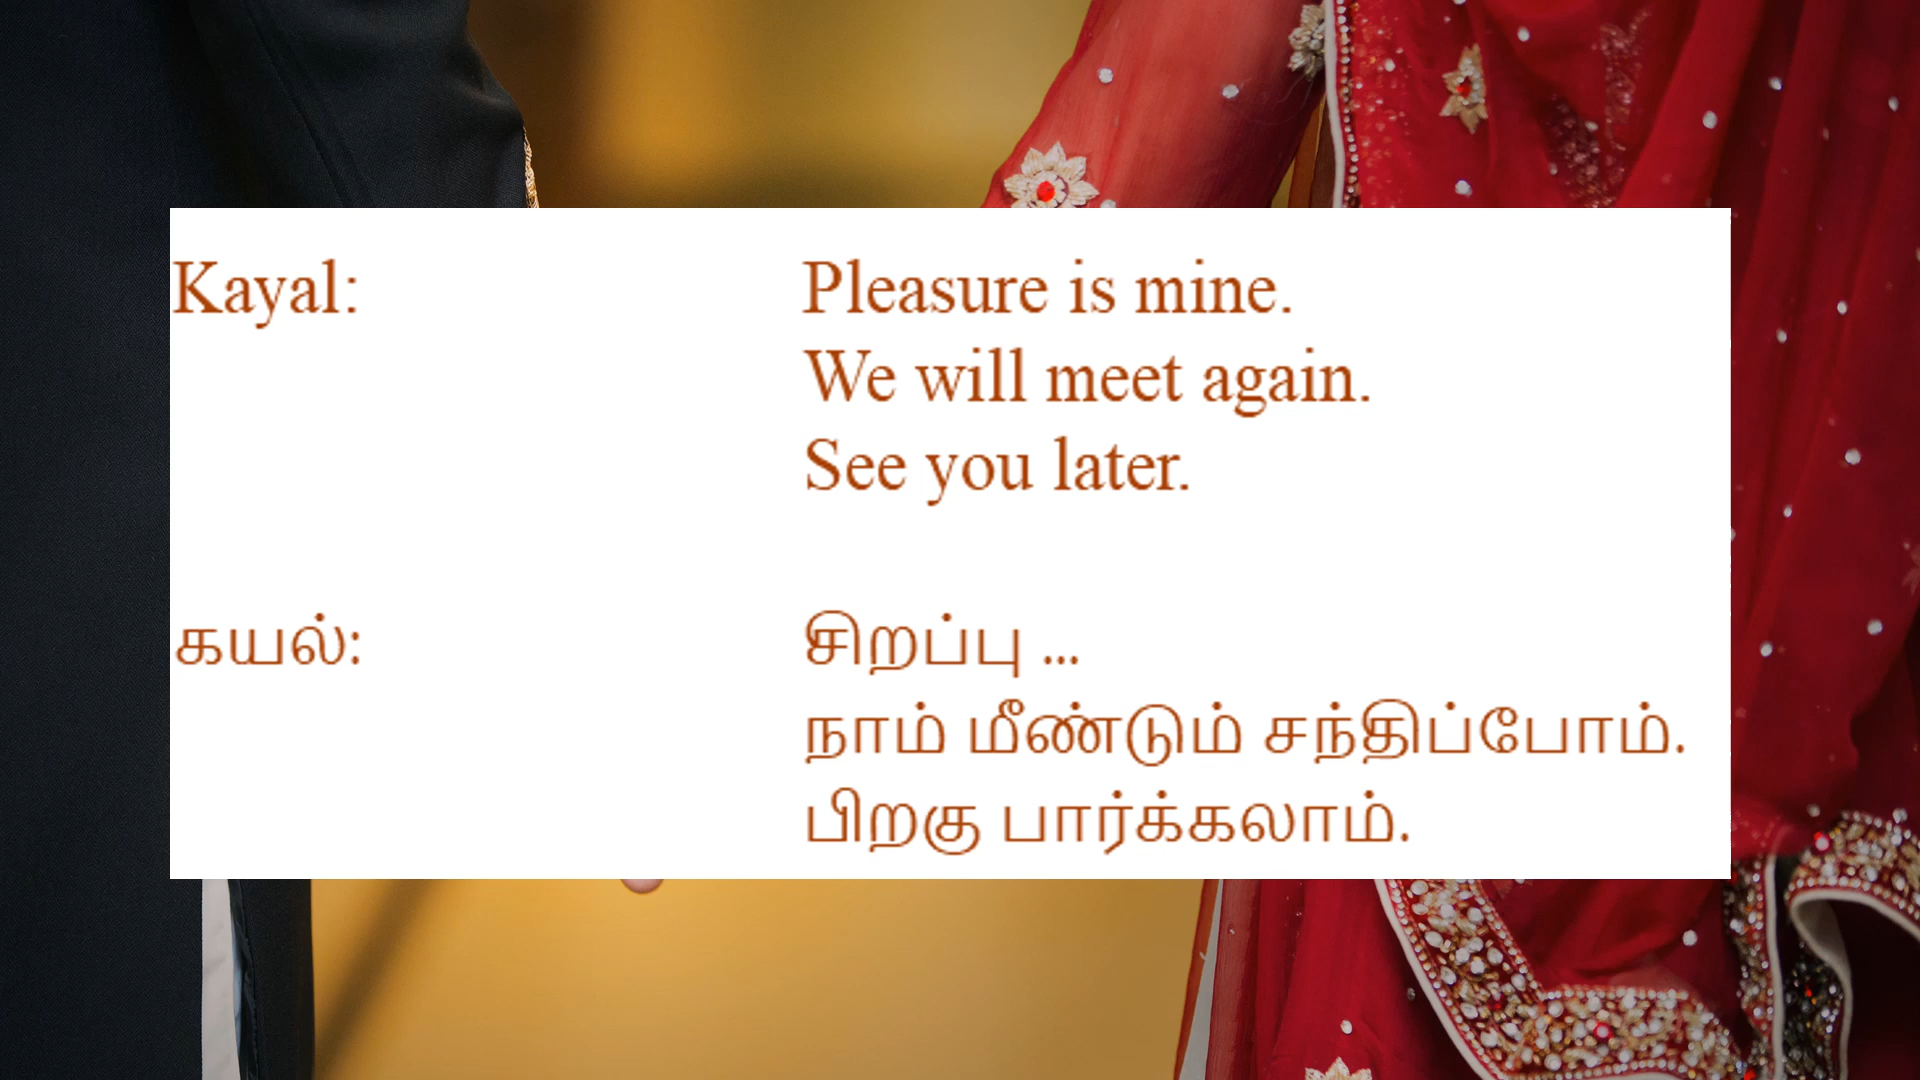 Kayal: Pleasure is mine.
We will meet again.
See you later.
கயல்: சிறப்பு ...
நாம் மீண்டும் சந்திப்போம்.
பிறகு பார்க்கலாம்.